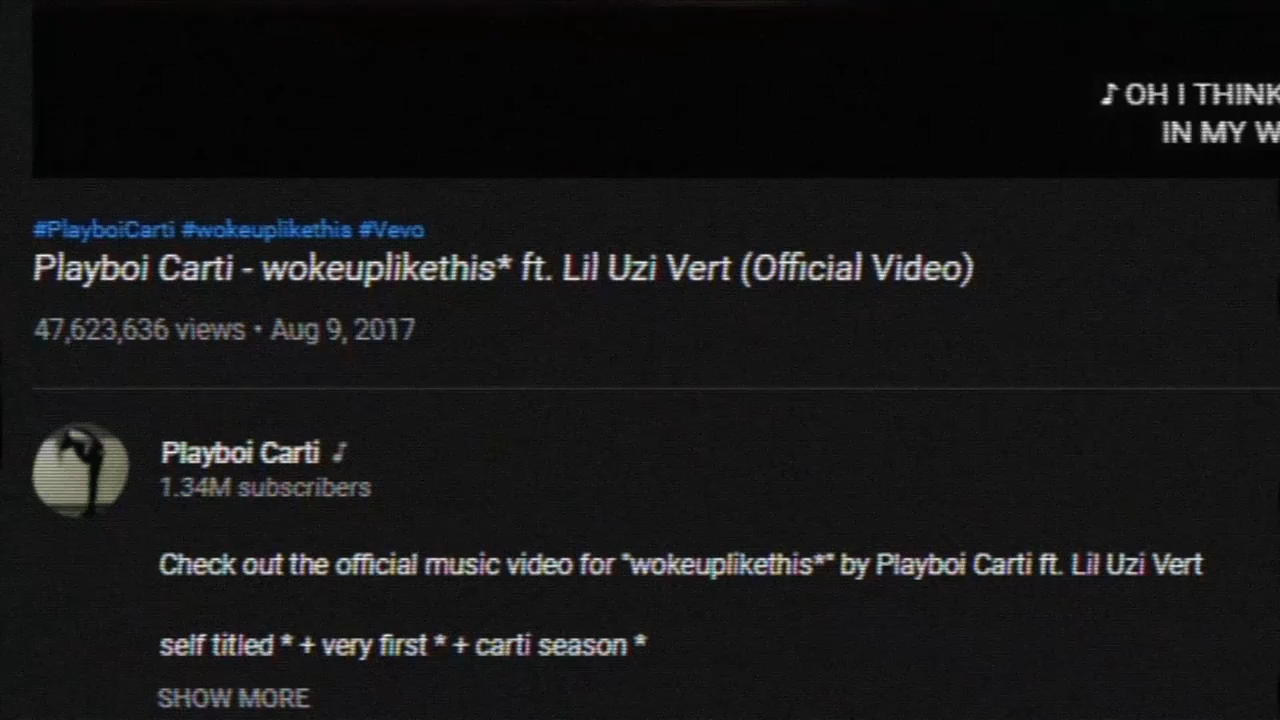 ♪ OH I THINK
IN MY W
#PlayboiCarti #wokeuplikethis #Vevo
Playboi Carti - wokeuplikethis* ft. Lil Uzi Vert (Official Video)
47,623,636 views • Aug 9, 2017
Playboi Carti ♪
1.34M subscribers
Check out the official music video for "wokeuplikethis*" by Playboi Carti ft. Lil Uzi Vert
self titled * + very first * + carti season *
SHOW MORE